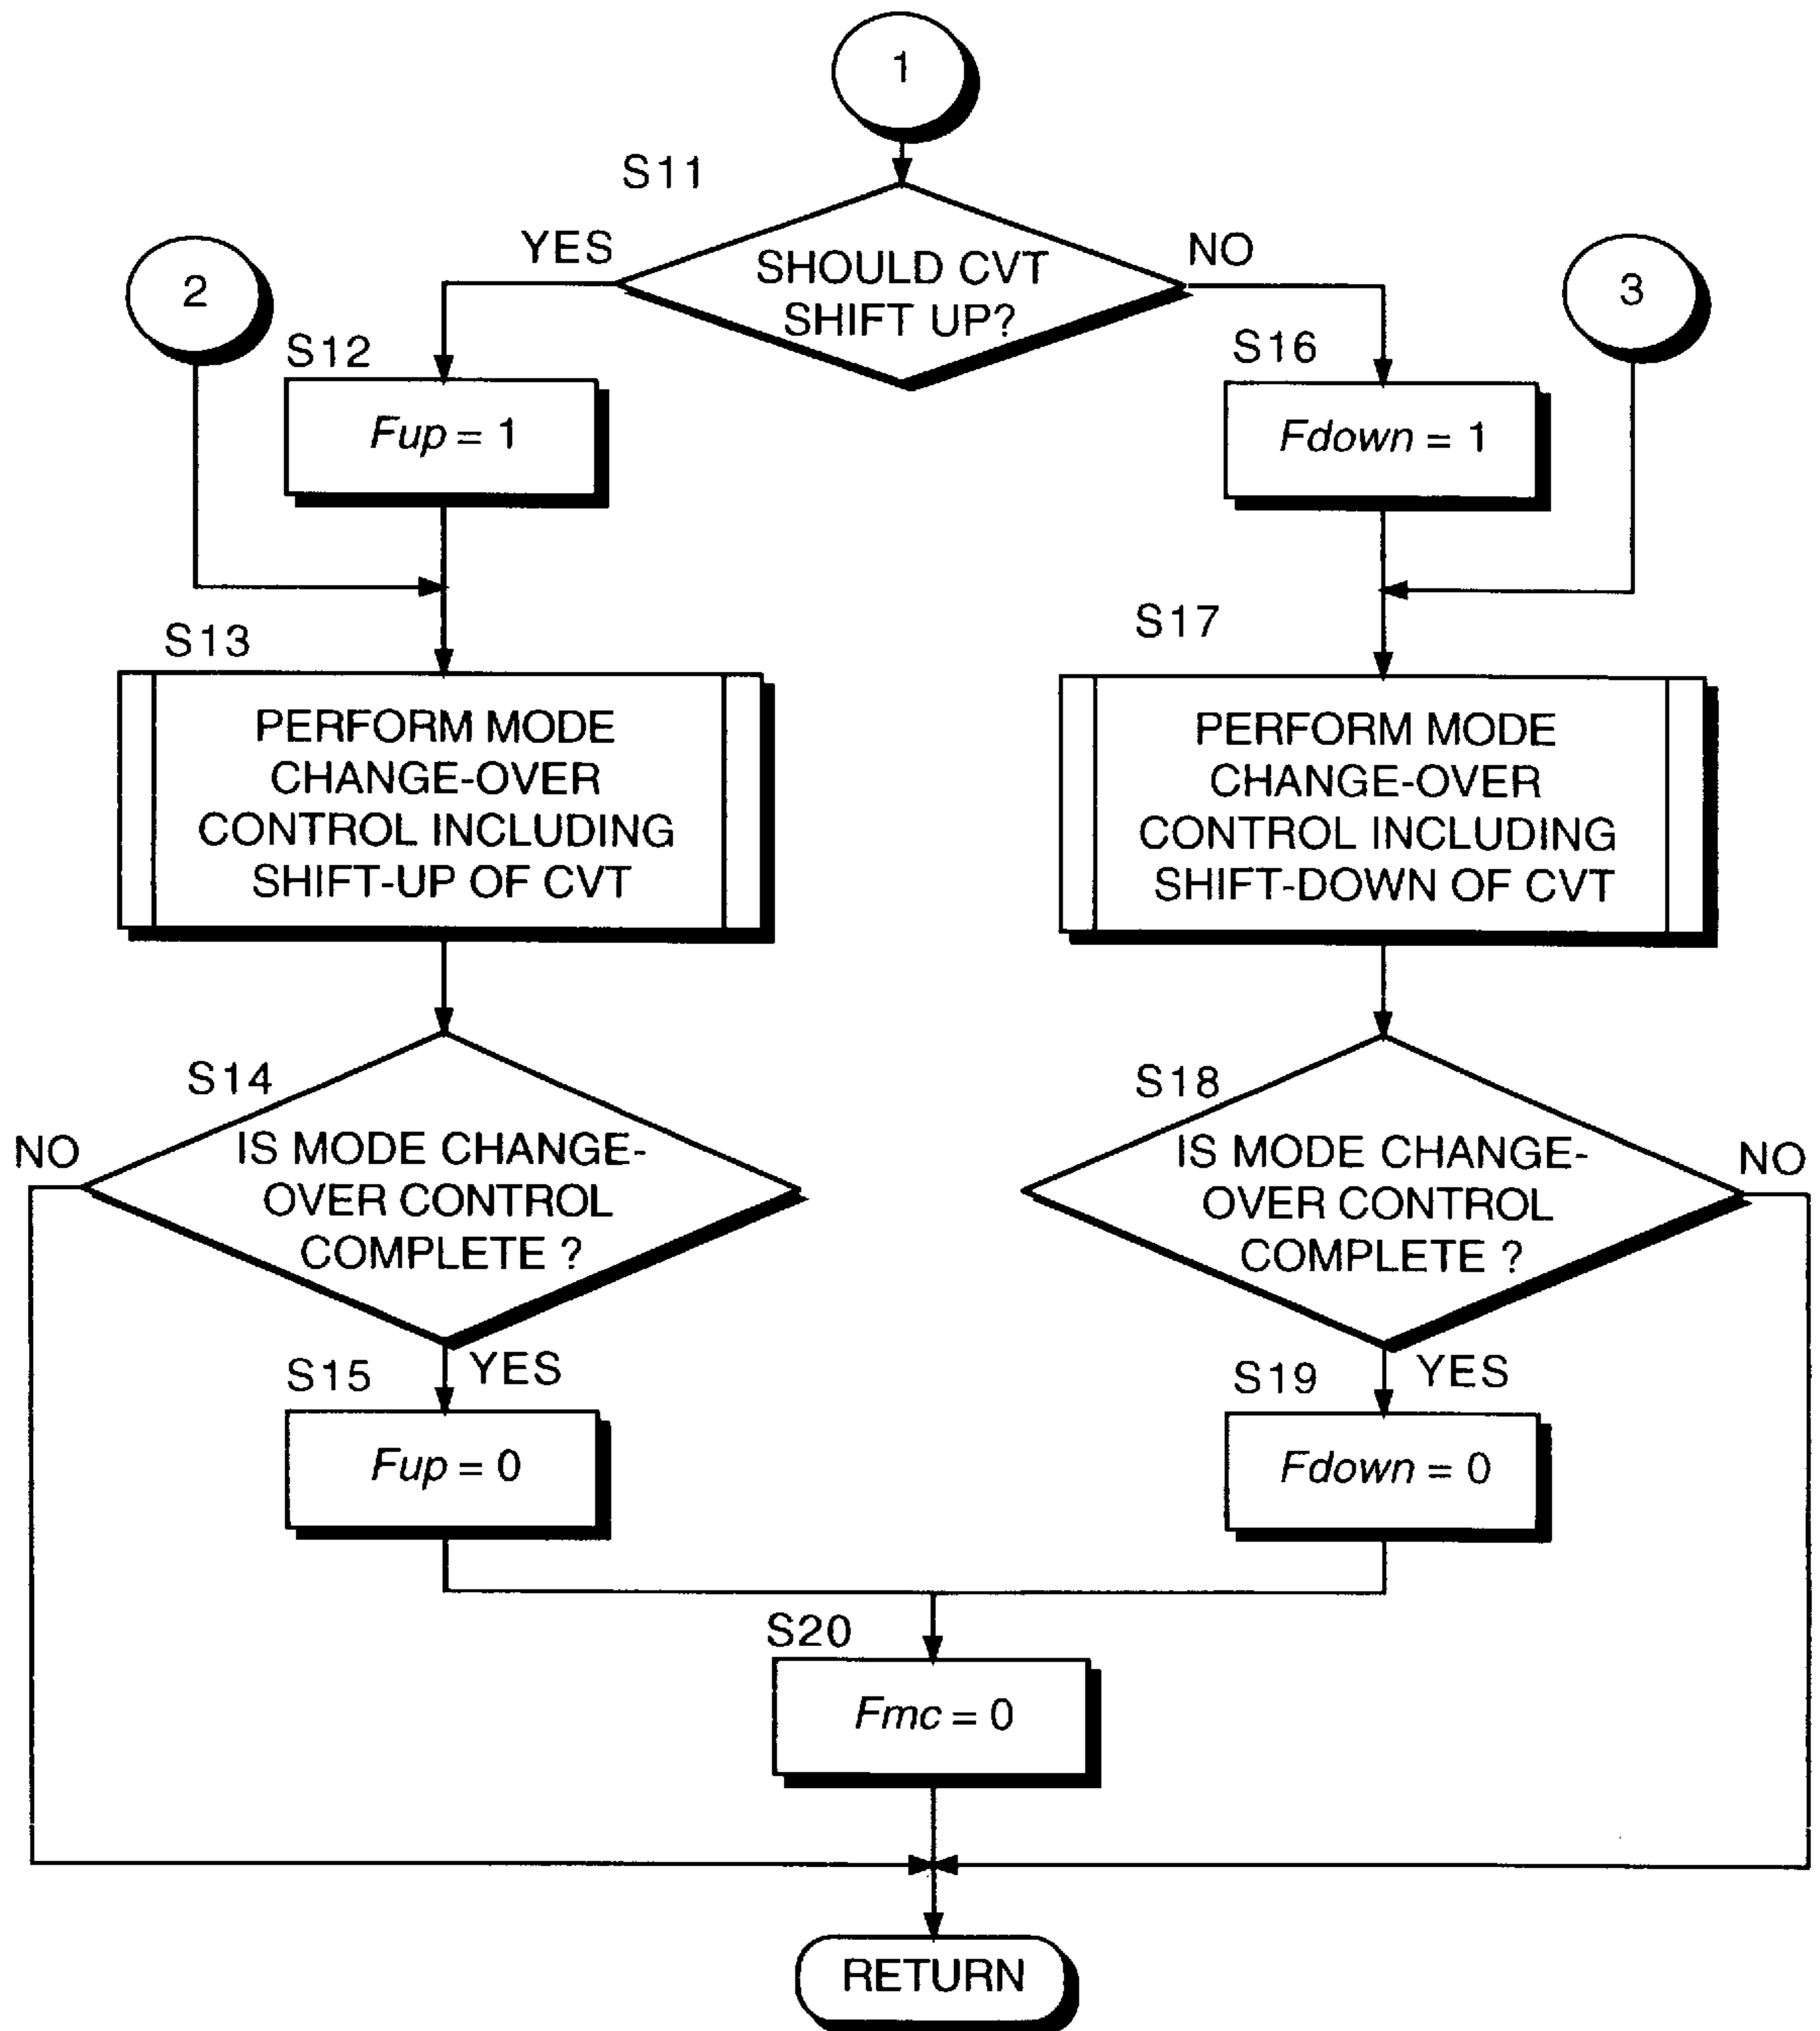 1
S11
YES
SHOULD CVT
SHIFT UP?
NO
2
3
S12
Fup = 1
S16
Fdown = 1
S13
PERFORM MODE
CHANGE-OVER
CONTROL INCLUDING
SHIFT-UP OF CVT
S17
PERFORM MODE
CHANGE-OVER
CONTROL INCLUDING
SHIFT-DOWN OF CVT
S14
NO
IS MODE CHANGE-
OVER CONTROL
COMPLETE ?
YES
S18
IS MODE CHANGE-
OVER CONTROL
COMPLETE ?
NO
YES
S15
Fup = 0
S19
Fdown = 0
S20
Fmc = 0
RETURN